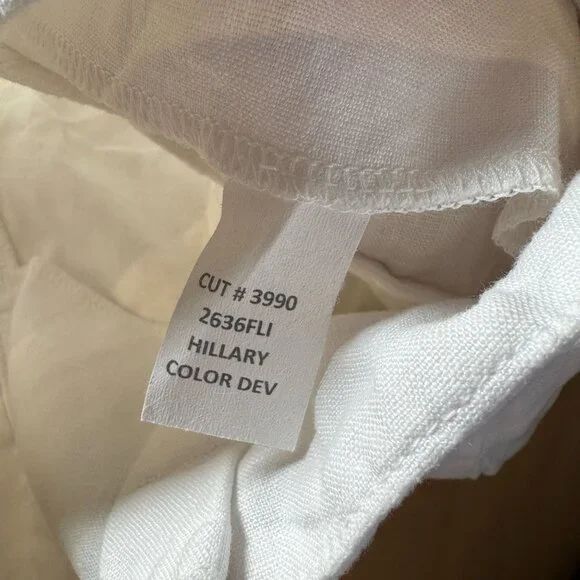 CUT # 3990
2636FLI
HILLARY
COLOR DEV